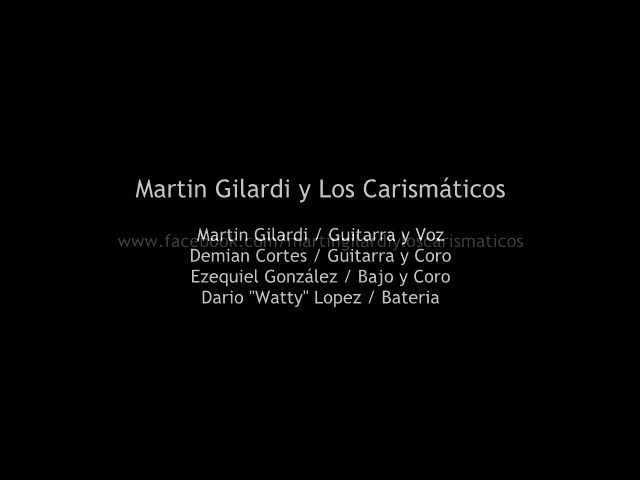 Martin Gilardi y Los Carismáticos
Martin Gilardi / Guitarra y Voz
www.facebook.com/martingilardiyloscarismaticos
Demian Cortes / Guitarra y Coro
Ezequiel González / Bajo y Coro
Dario "Watty" Lopez / Bateria